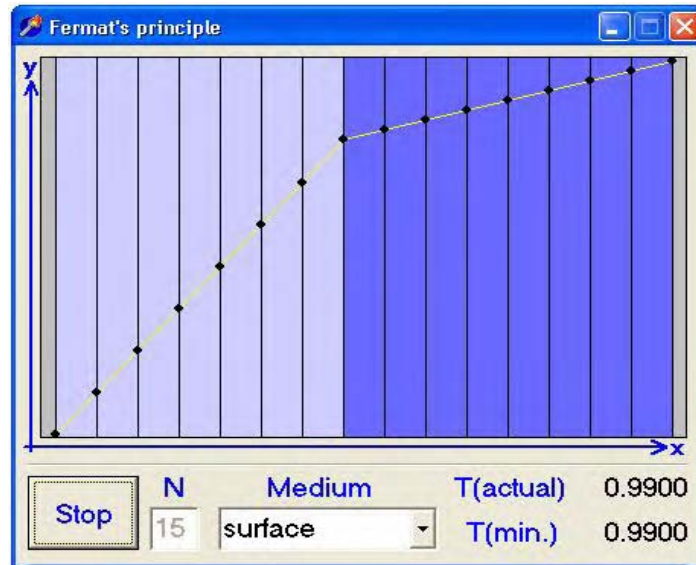 Fermat's principle
y
x
N Medium T(actual) 0.9900
Stop 15 surface T(min.) 0.9900